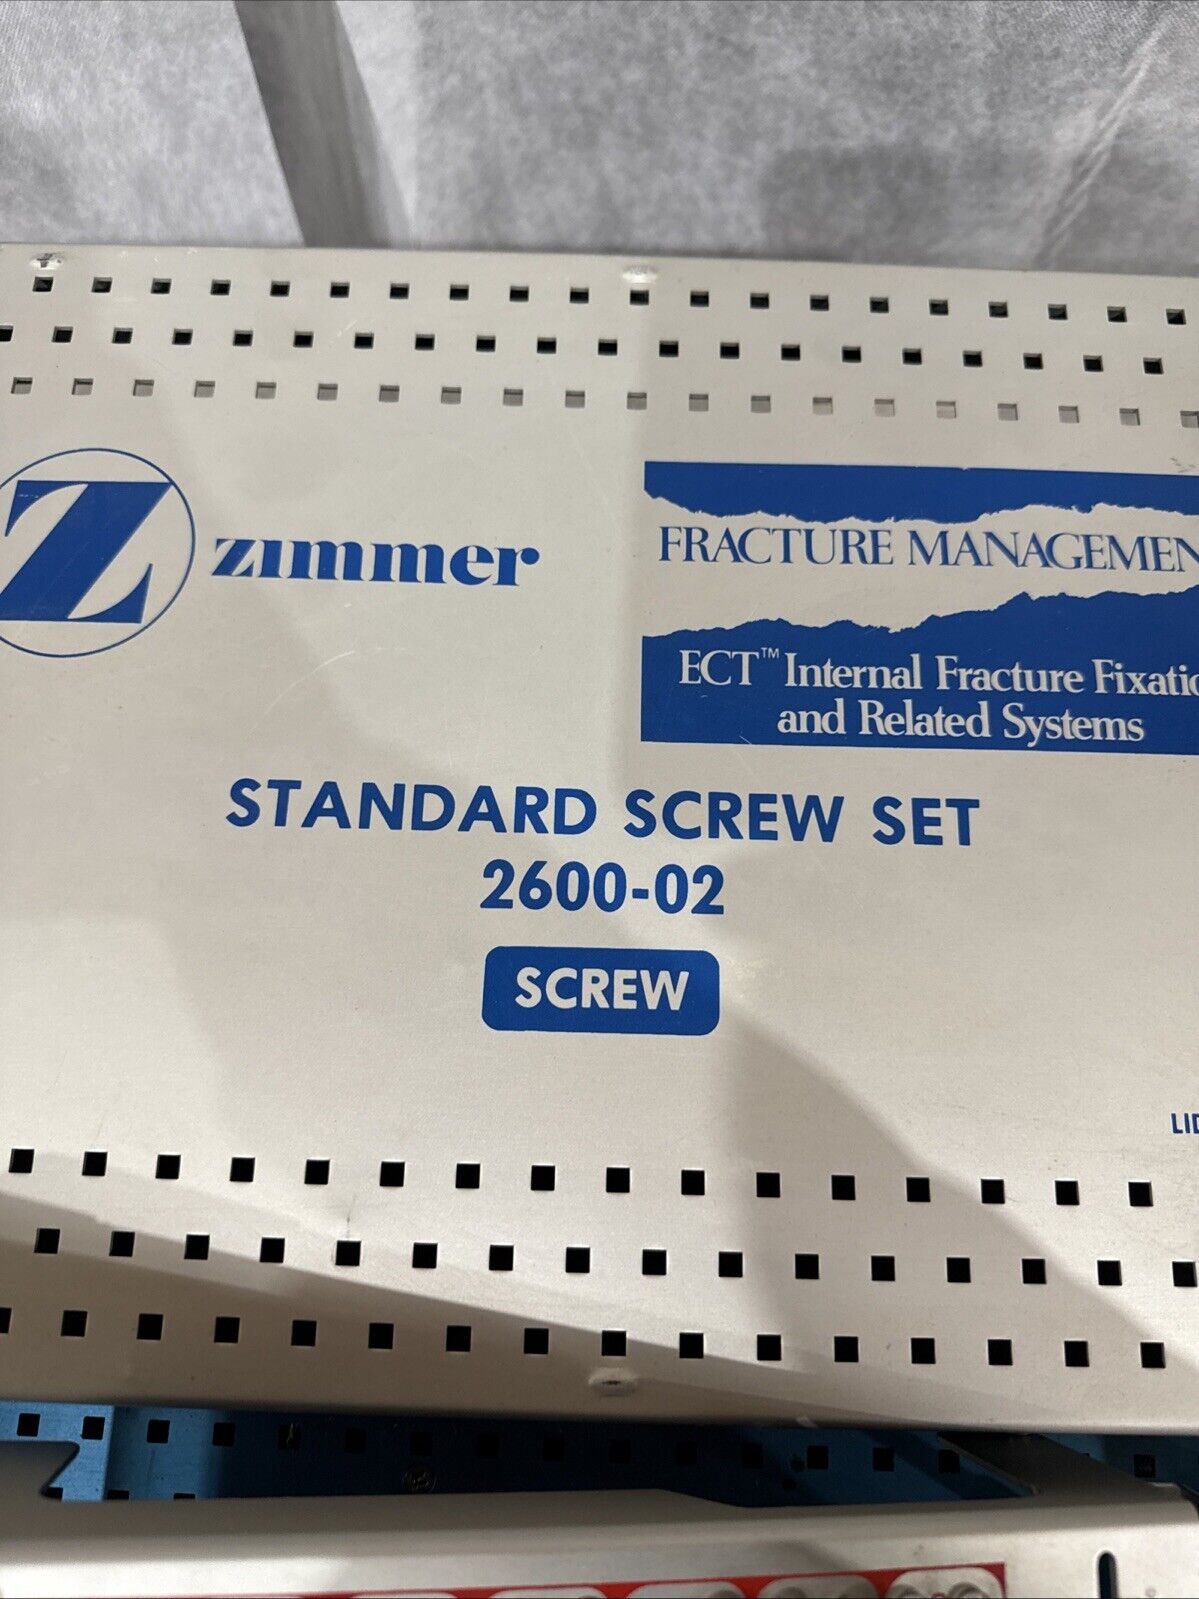 Z zimmer
FRACTURE MANAGEMEN
ECT™ Internal Fracture Fixatio
and Related Systems
STANDARD SCREW SET
2600-02
SCREW
LID